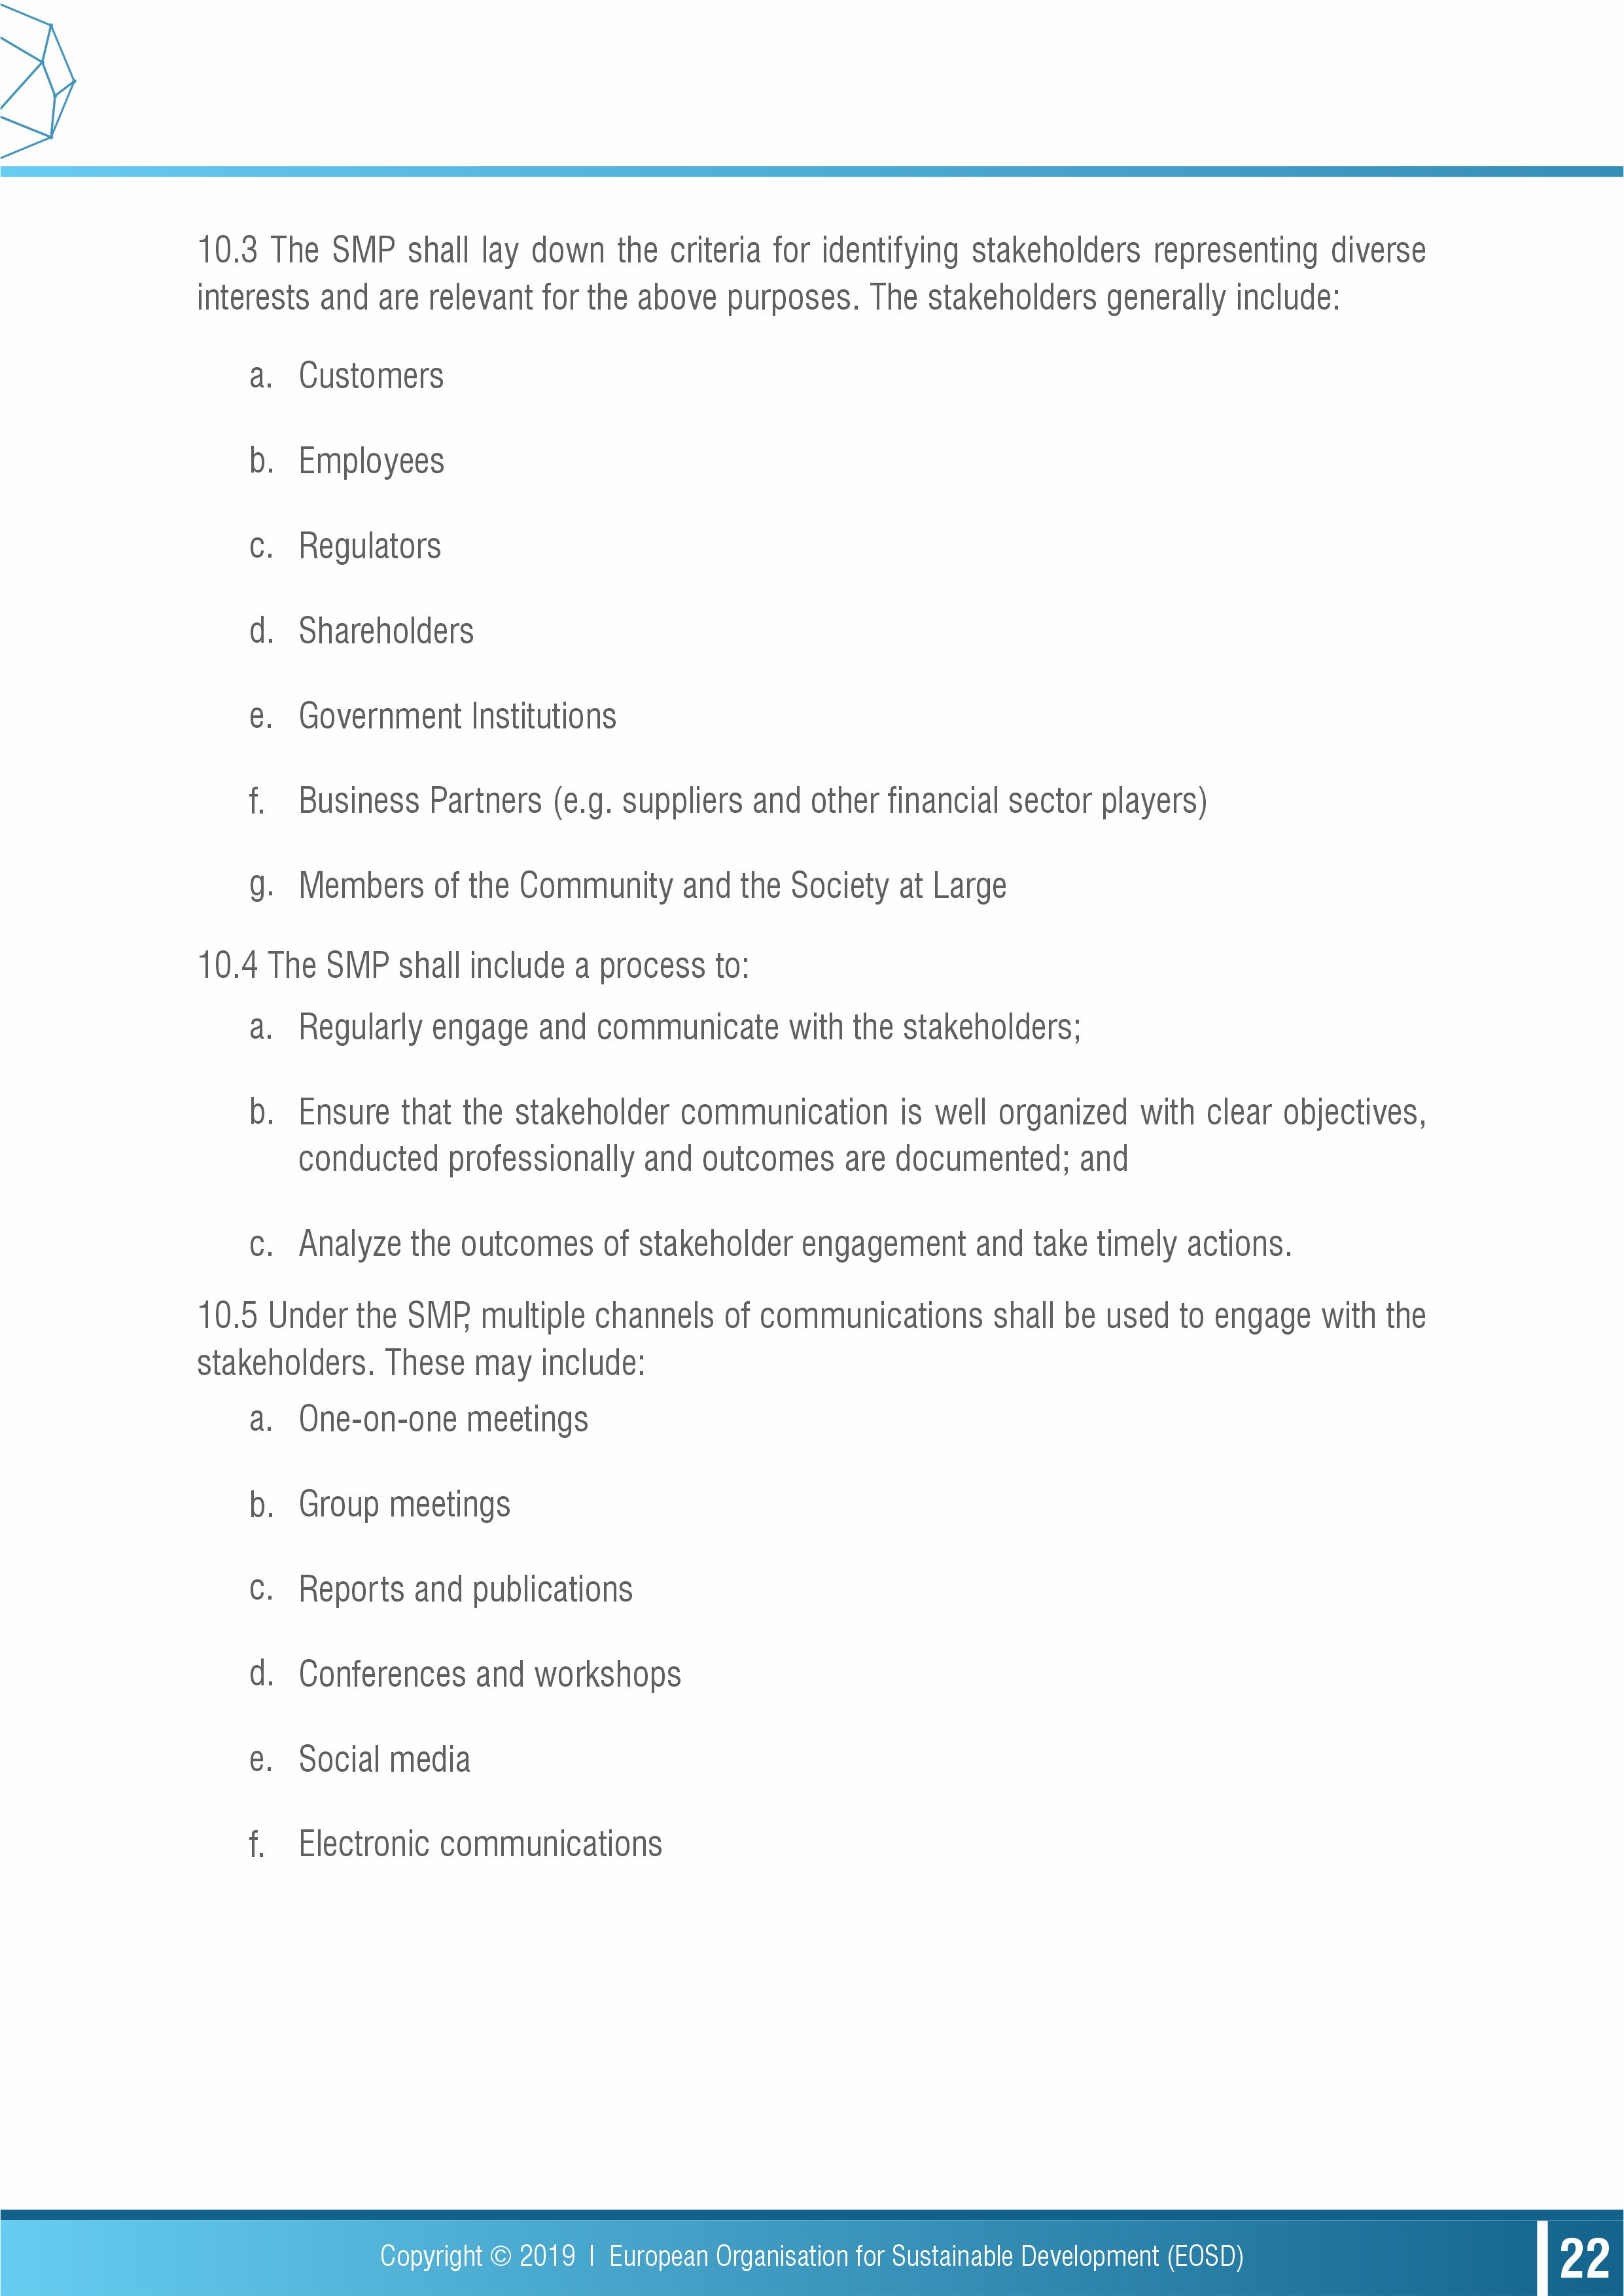 10.3 The SMP shall lay down the criteria for identifying stakeholders representing diverse
interests and are relevant for the above purposes. The stakeholders generally include:
a. Customers
b. Employees
c. Regulators
d. Shareholders
e. Government Institutions
f. Business Partners (e.g. suppliers and other financial sector players)
g. Members of the Community and the Society at Large
10.4 The SMP shall include a process to:
a. Regularly engage and communicate with the stakeholders;
b. Ensure that the stakeholder communication is well organized with clear objectives,
conducted professionally and outcomes are documented; and
c. Analyze the outcomes of stakeholder engagement and take timely actions.
10.5 Under the SMP, multiple channels of communications shall be used to engage with the
stakeholders. These may include:
a. One-on-one meetings
b. Group meetings
c. Reports and publications
d. Conferences and workshops
e. Social media
f. Electronic communications
Copyright © 2019 | European Organisation for Sustainable Development (EOSD)
22